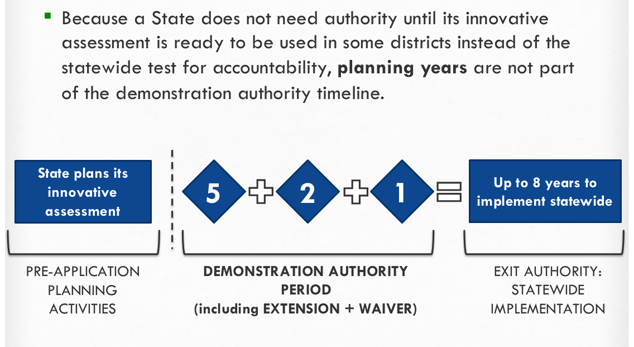 Because a State does not need authority until its innovative
assessment is ready to be used in some districts instead of the
statewide test for accountability, planning years are not part
of the demonstration authority timeline.
State plans its
innovative
assessment
5 + 2 + 1 =
Up to 8 years to
implement statewide
PRE-APPLICATION
PLANNING
ACTIVITIES
DEMONSTRATION AUTHORITY
PERIOD
(including EXTENSION + WAIVER)
EXIT AUTHORITY:
STATEWIDE
IMPLEMENTATION